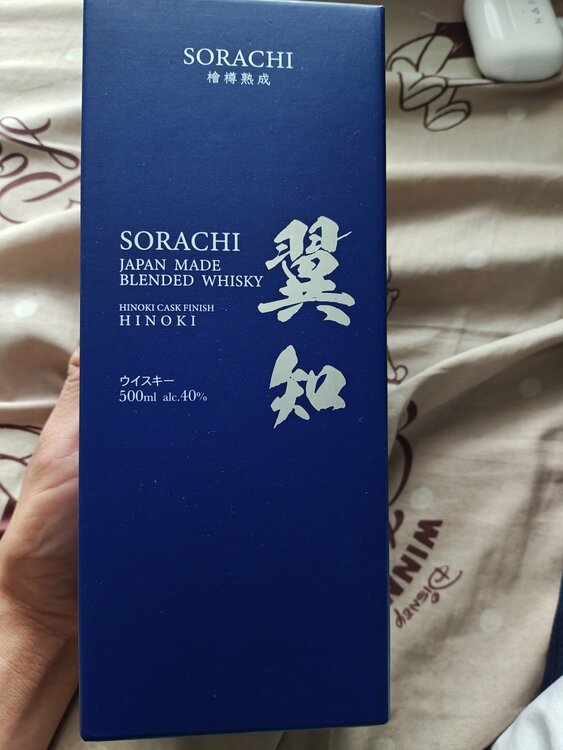 SORACHI
檜樽熟成
SORACHI
JAPAN MADE
BLENDED WHISKY
HINOKI CASK FINISH
HINOKI
翼
知
ウイスキー
500ml alc.40%
DISNEY